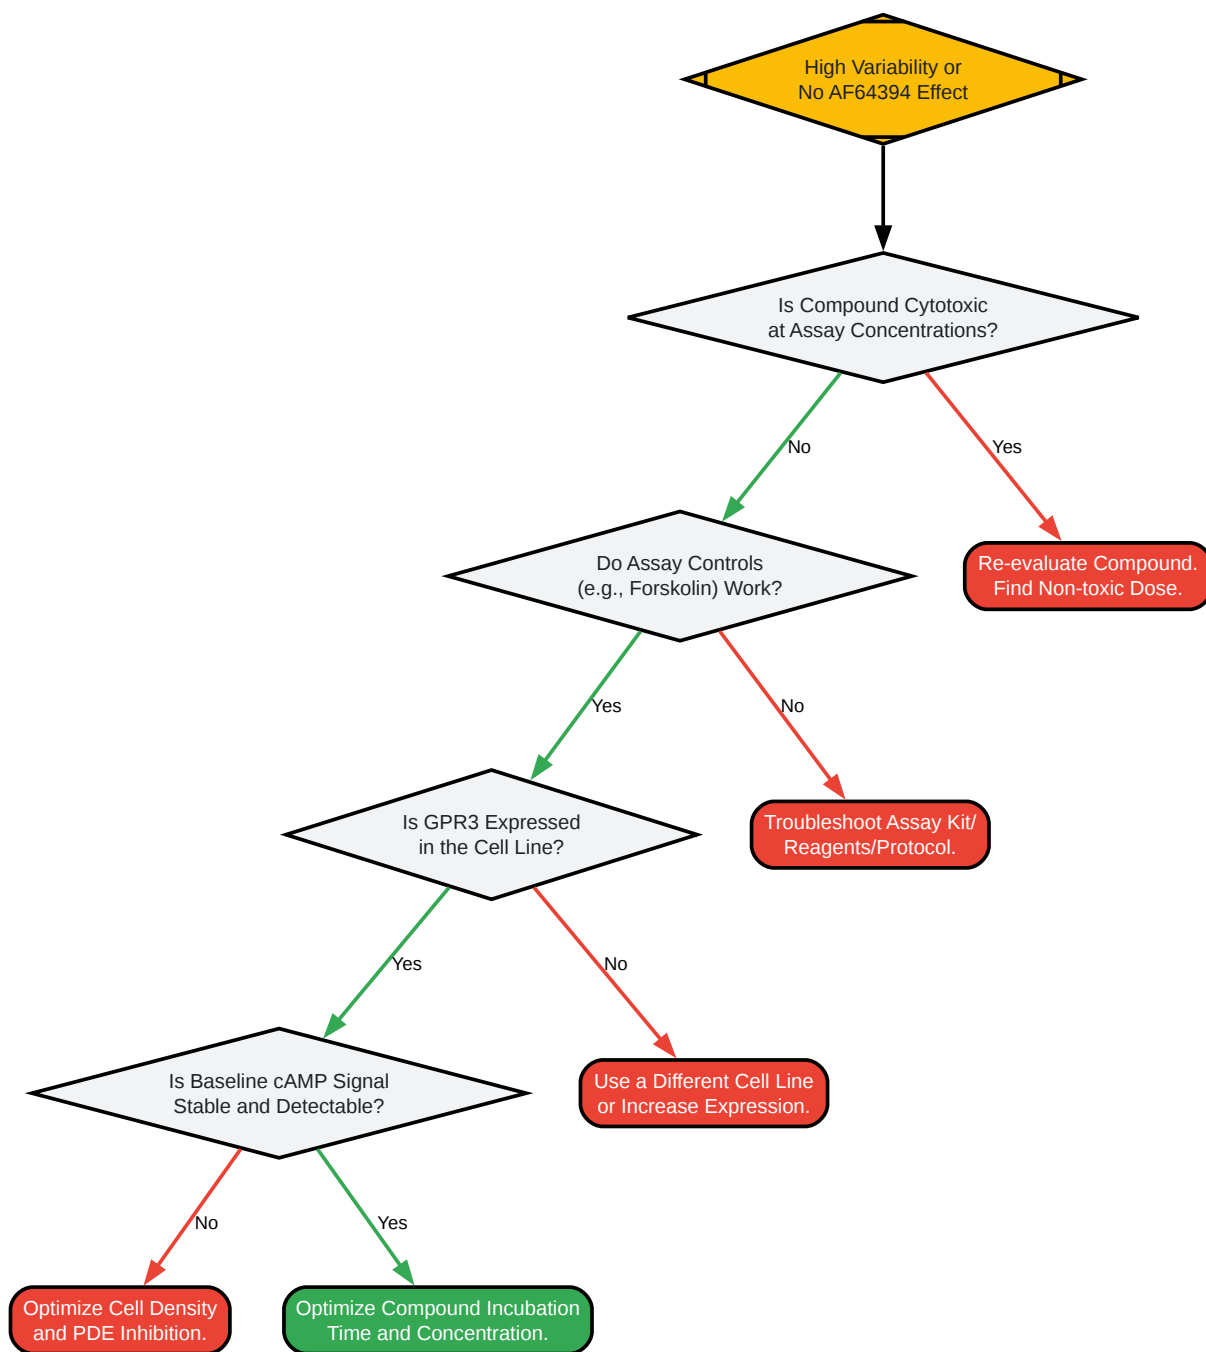 High Variability or
No AF64394 Effect
Is Compound Cytotoxic
at Assay Concentrations?
No
Yes
Do Assay Controls
(e.g., Forskolin) Work?
Re-evaluate Compound.
Find Non-toxic Dose.
Yes
No
Is GPR3 Expressed
in the Cell Line?
Troubleshoot Assay Kit/
Reagents/Protocol.
Yes
No
Is Baseline cAMP Signal
Stable and Detectable?
Use a Different Cell Line
or Increase Expression.
No
Yes
Optimize Cell Density
and PDE Inhibition.
Optimize Compound Incubation
Time and Concentration.